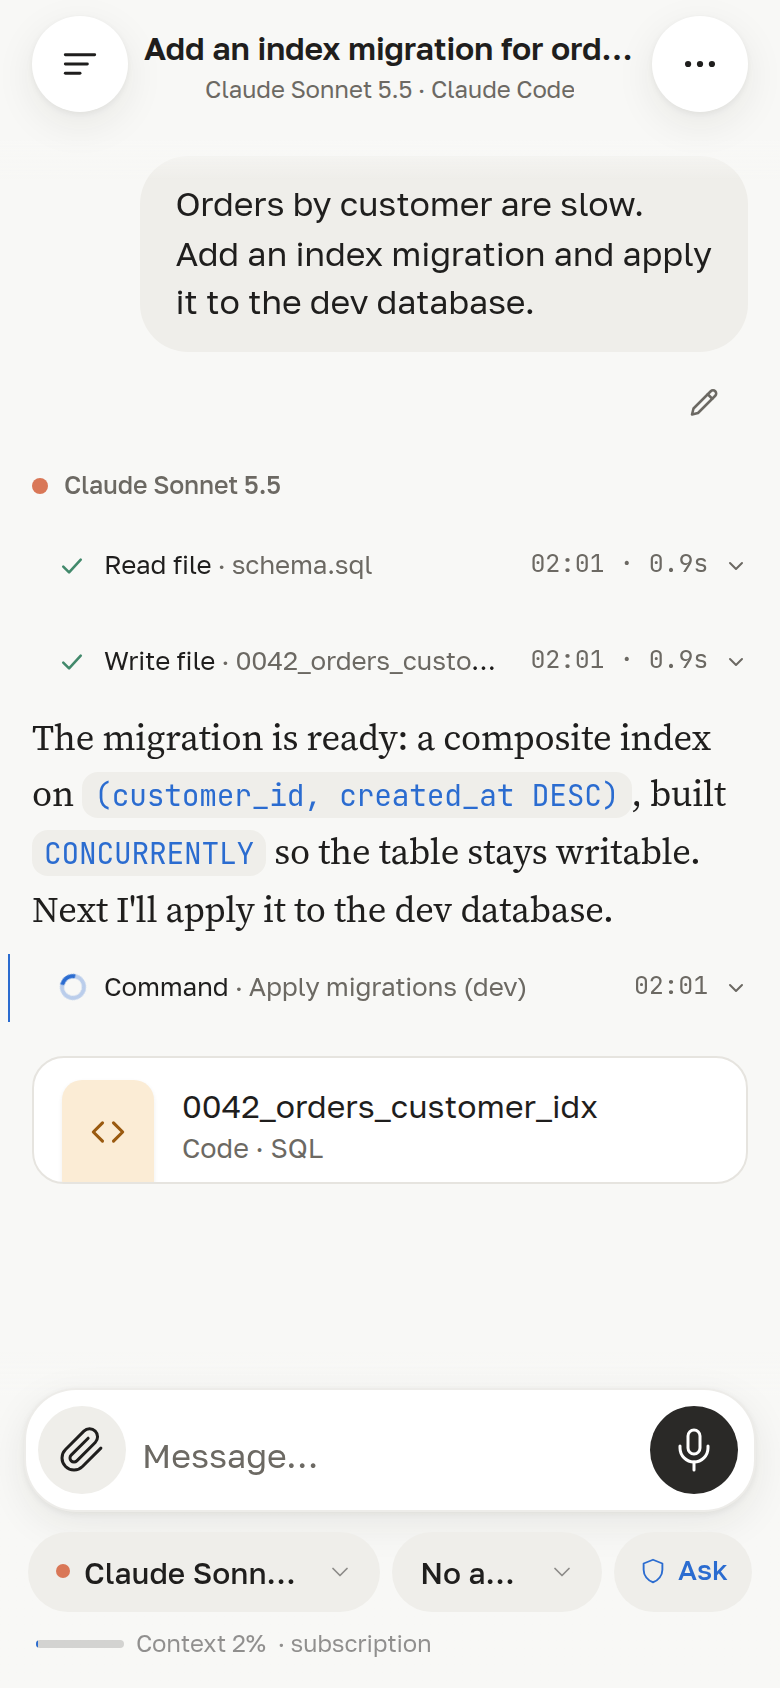 Add an index migration for ord...
Claude Sonnet 5.5 · Claude Code
Orders by customer are slow.
Add an index migration and apply
it to the dev database.
Claude Sonnet 5.5
Read file · schema.sql 02:01 · 0.9s
Write file · 0042_orders_custo... 02:01 · 0.9s
The migration is ready: a composite index
on (customer_id, created_at DESC), built
CONCURRENTLY so the table stays writable.
Next I'll apply it to the dev database.
Command · Apply migrations (dev) 02:01
0042_orders_customer_idx
Code · SQL
Message...
Claude Sonn... No a... Ask
Context 2% · subscription